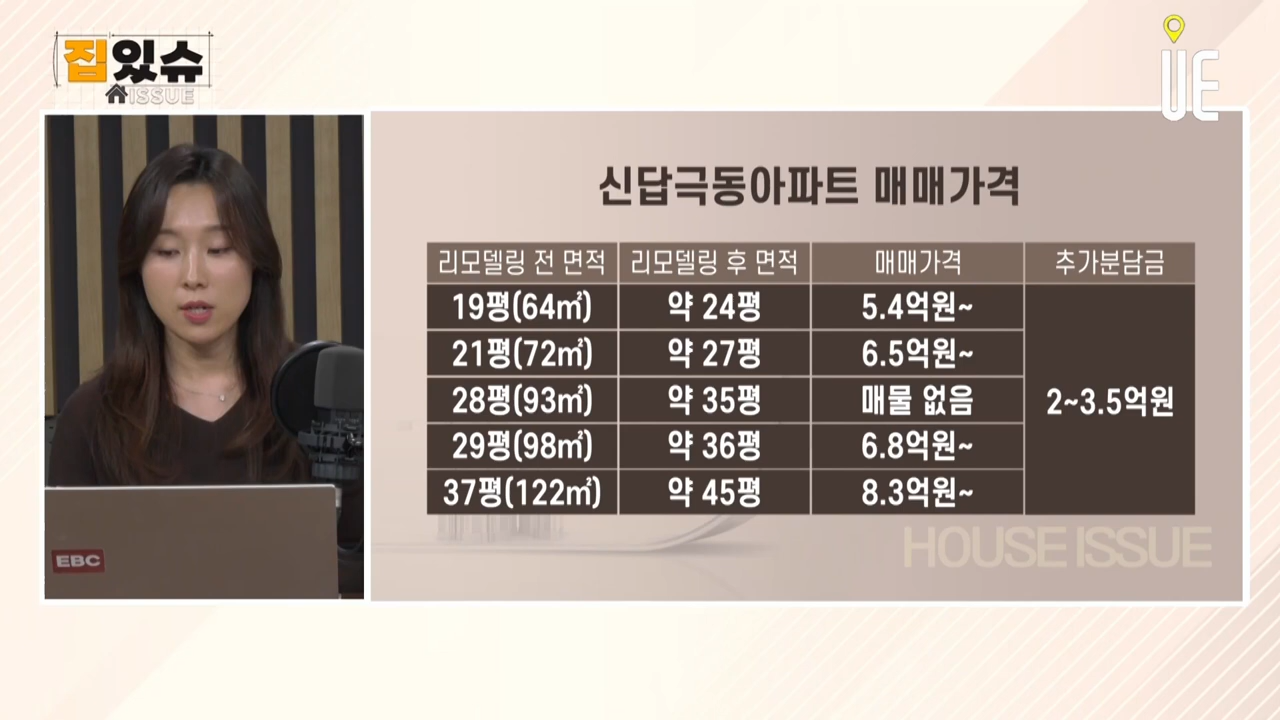 집있슈
ISSUE
UE
신답극동아파트 매매가격
리모델링 전 면적 리모델링 후 면적 매매가격 추가분담금
19평(64㎡) 약 24평 5.4억원~
21평(72㎡) 약 27평 6.5억원~
28평(93㎡) 약 35평 매물 없음 2~3.5억원
29평(98㎡) 약 36평 6.8억원~
37평(122㎡) 약 45평 8.3억원~
HOUSE ISSUE
EBC